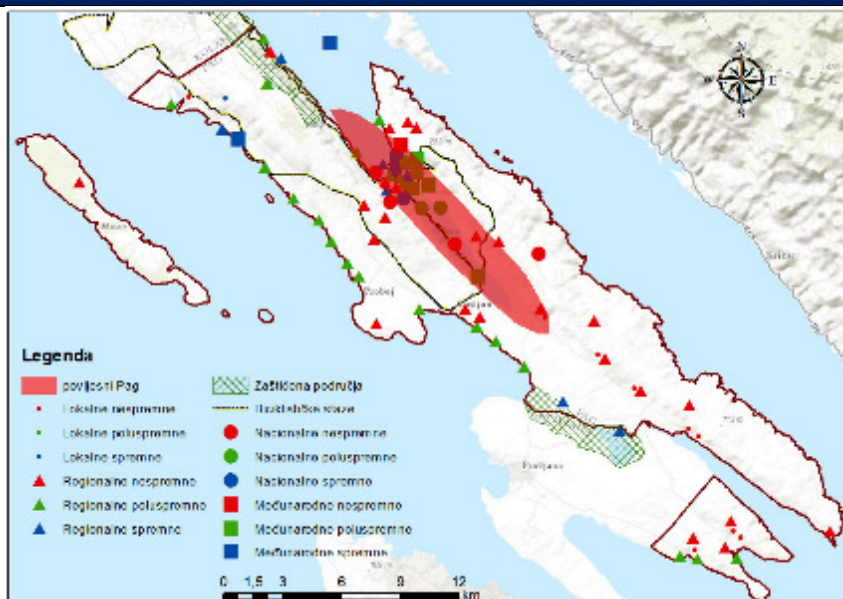 N
W
E
S
Legenda
povijesni Pag
Lokalne nespremne
Lokalne poluspremne
Lokalne spremne
Regionalne nespremne
Regionalne poluspremne
Regionalne spremne
Zaštićena područja
Biciklističke staze
Nacionalne nespremne
Nacionalne poluspremne
Nacionalne spremne
Međunarodne nespremne
Međunarodne poluspremne
Međunarodne spremne
0 1,5 3 6 9 12
km